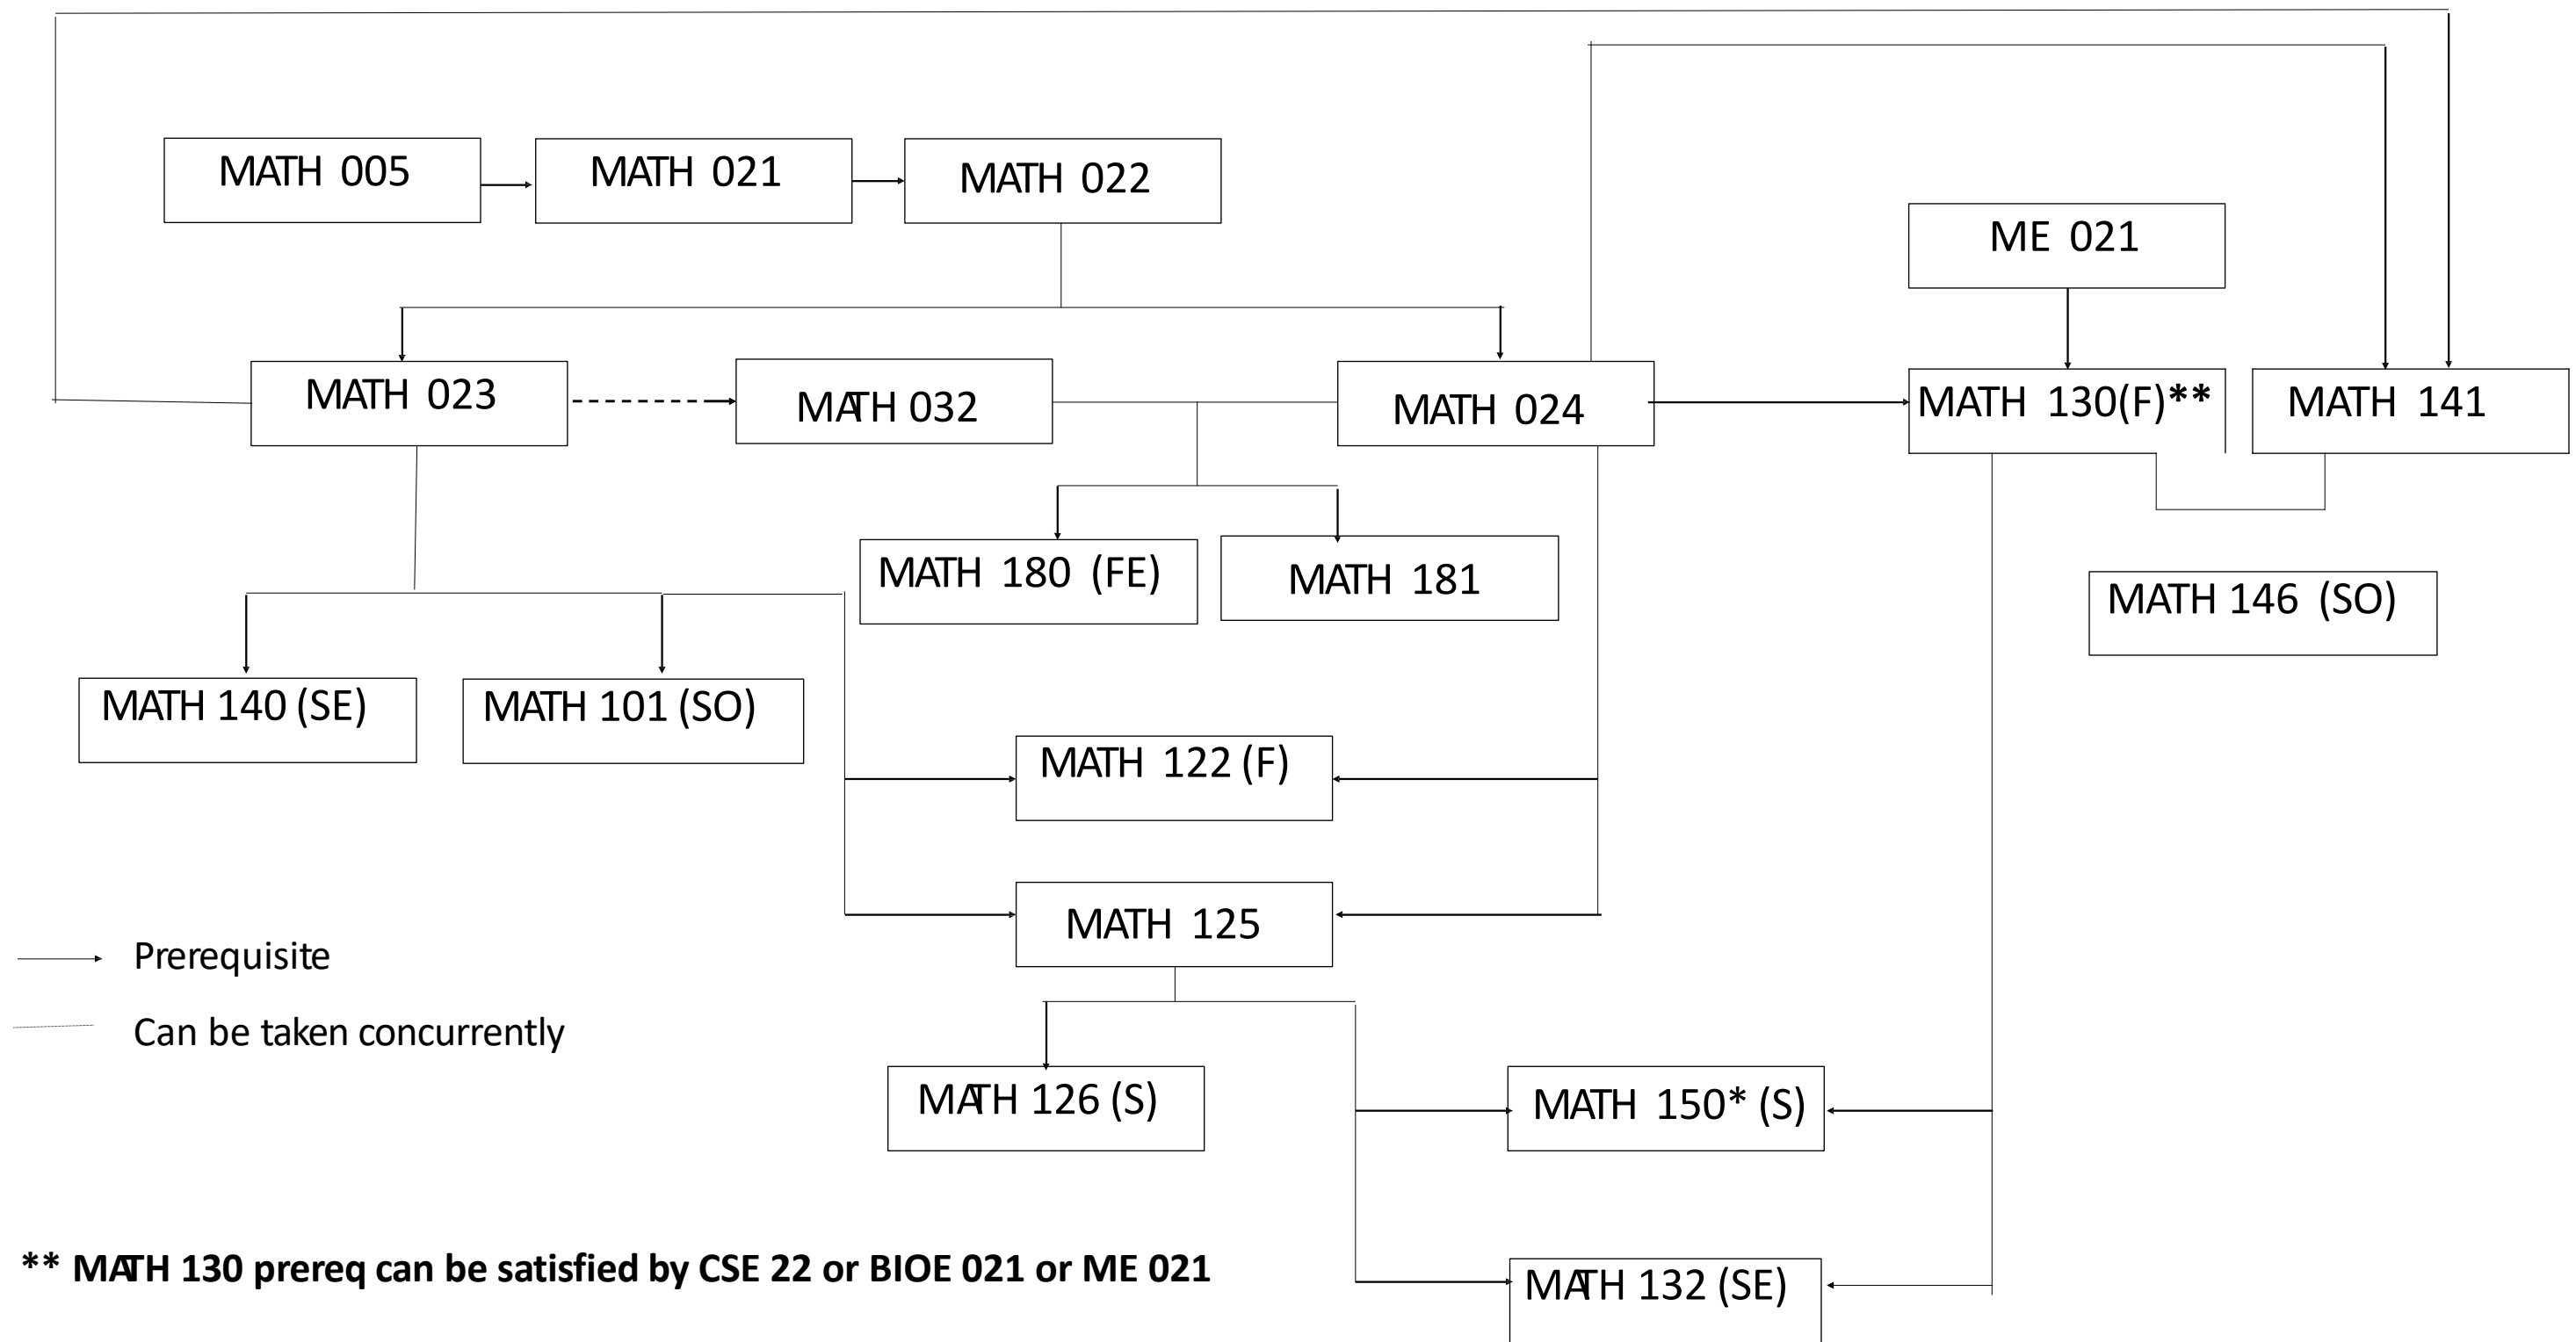 MATH 005
MATH 021
MATH 022
ME 021
MATH 023
MATH 032
MATH 024
MATH 130(F)**
MATH 141
MATH 180 (FE)
MATH 181
MATH 146 (SO)
MATH 140 (SE)
MATH 101 (SO)
MATH 122 (F)
MATH 125
Prerequisite
Can be taken concurrently
MATH 126 (S)
MATH 150* (S)
** MATH 130 prereq can be satisfied by CSE 22 or BIOE 021 or ME 021
MATH 132 (SE)